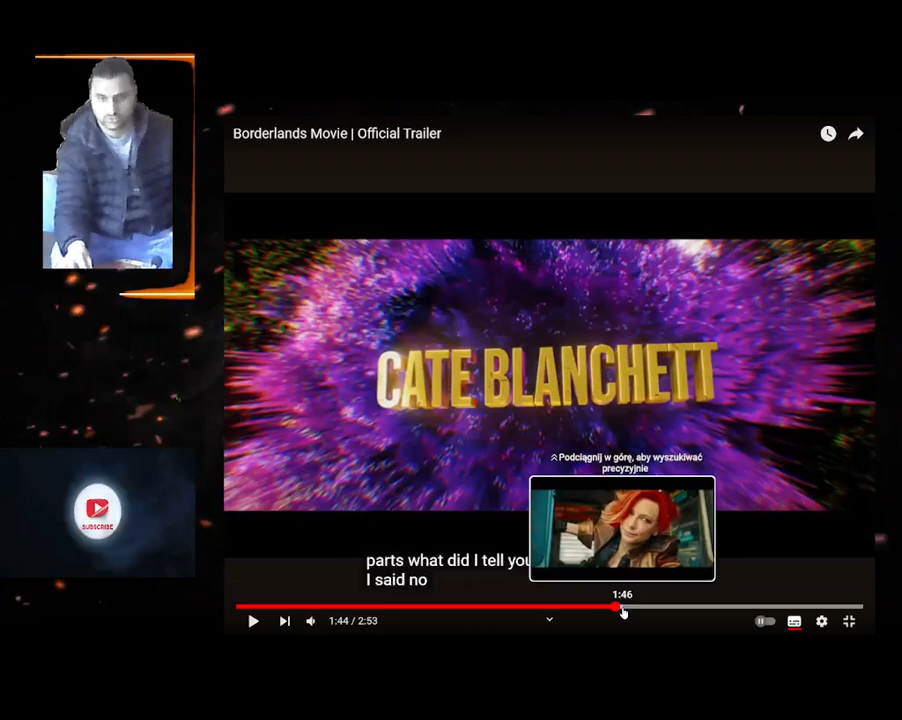 Borderlands Movie | Official Trailer
CATE BLANCHETT
Podciągnij w górę, aby wyszukiwać
precyzyjnie
parts what did I tell you
I said no
SUBSCRIBE
1:46
1:44 / 2:53